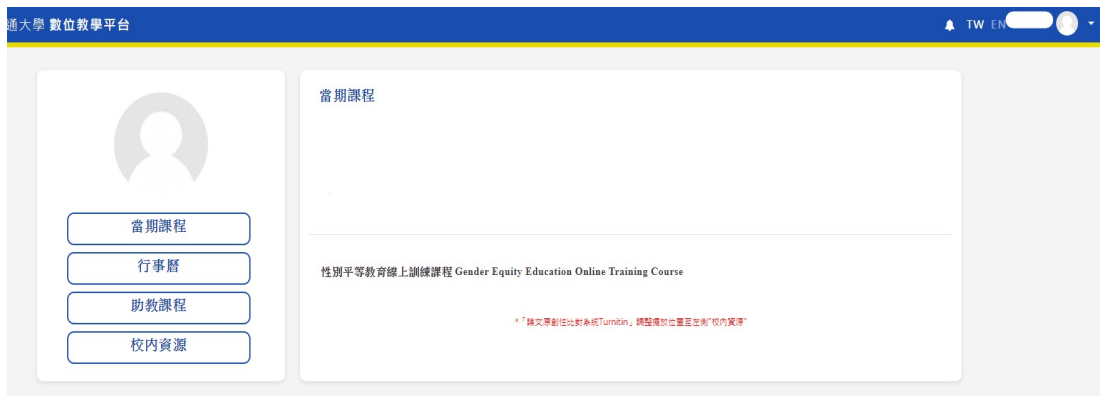 通大學 數位教學平台
TW EN
當期課程
行事曆
助教課程
校內資源
當期課程
性別平等教育線上訓練課程 Gender Equity Education Online Training Course
*「論文原創性比對系統Turnitin」調整擺放位置至左側"校內資源"